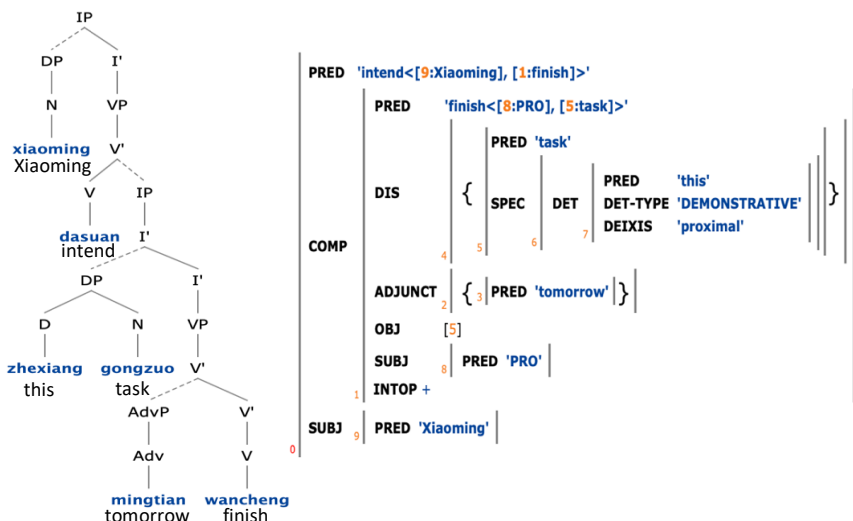 IP
DP I'
N VP
xiaoming V'
Xiaoming
V IP
dasuan I'
intend
DP I'
D N VP
zhexiang gongzuo V'
this task
AdvP V'
Adv V
mingtian wancheng
tomorrow finish
PRED 'intend<[9:Xiaoming], [1:finish]>'
PRED 'finish<[8:PRO], [5:task]>'
PRED 'task'
PRED 'this'
DIS { SPEC DET DET-TYPE 'DEMONSTRATIVE' }
DEIXIS 'proximal'
4 5 6 7
COMP
ADJUNCT 2 { 3 PRED 'tomorrow' }
OBJ [5]
SUBJ 8 PRED 'PRO'
1 INTOP +
SUBJ 9 PRED 'Xiaoming'
0